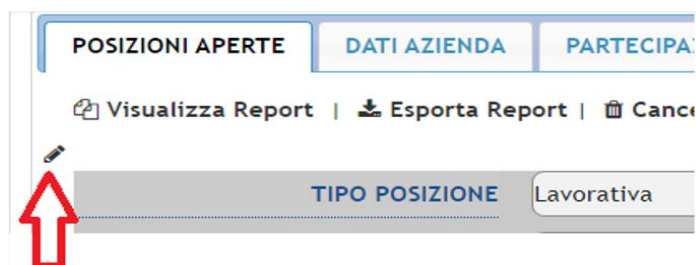 POSIZIONI APERTE DATI AZIENDA
Visualizza Report | Esporta Report |
TIPO POSIZIONE Lavorativa